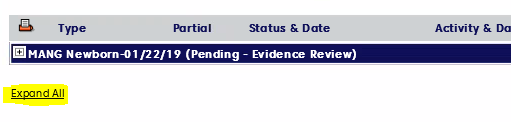 Type Partial Status & Date Activity & Da
MANG Newborn-01/22/19 (Pending - Evidence Review)
Expand All